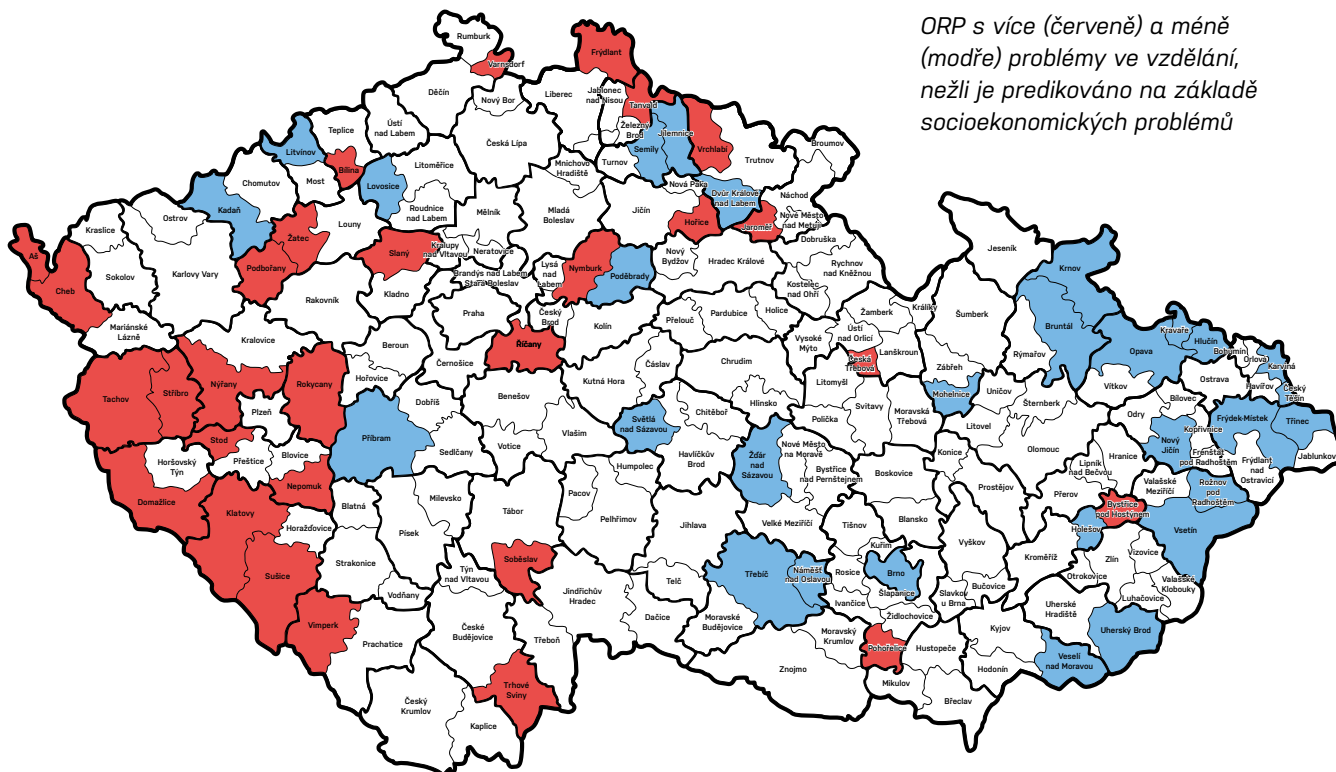 ORP s více (červeně) a méně
(modře) problémy ve vzdělání,
nežli je predikováno na základě
socioekonomických problémů
Rumburk
Varnsdorf
Frýdlant
Děčín
Nový Bor
Liberec
Jablonec
nad Nisou
Tanvald
Železný
Brod
Jilemnice
Semily
Vrchlabí
Trutnov
Broumov
Teplice
Ústí
nad Labem
Česká Lípa
Litvínov
Bílina
Most
Lovosice
Litoměřice
Roudnice
nad Labem
Mnichovo
Hradiště
Turnov
Nová Paka
Dvůr Králové
nad Labem
Náchod
Nové Město
nad Metují
Jaroměř
Hořice
Jičín
Mladá
Boleslav
Mělník
Chomutov
Kadaň
Ostrov
Kraslice
Aš
Cheb
Sokolov
Karlovy Vary
Podbořany
Žatec
Louny
Slaný
Kralupy
nad Vltavou
Neratovice
Brandýs nad Labem
Stará Boleslav
Lysá
nad
Labem
Nymburk
Poděbrady
Nový
Bydžov
Hradec Králové
Dobruška
Rychnov
nad Kněžnou
Kostelec
nad Ohří
Jeseník
Krnov
Mariánské
Lázně
Rakovník
Kladno
Praha
Český
Brod
Říčany
Kolín
Přelouč
Pardubice
Holice
Vysoké
Mýto
Žamberk
Ústí
nad Orlicí
Česká
Třebová
Lanškroun
Králíky
Šumberk
Rýmařov
Bruntál
Opava
Kravaře
Hlučín
Bohumín
Orlová
Karviná
Havířov
Český
Těšín
Ostrava
Kralovice
Beroun
Černošice
Hořovice
Rokycany
Nýřany
Tachov
Stříbro
Plzeň
Stod
Přeštice
Blovice
Nepomuk
Horšovský
Týn
Domažlice
Klatovy
Horažďovice
Sušice
Vimperk
Příbram
Dobříš
Sedlčany
Benešov
Votice
Vlašim
Kutná Hora
Čáslav
Chrudim
Hlinsko
Litomyšl
Polička
Svitavy
Moravská
Třebová
Zábřeh
Mohelnice
Uničov
Litovel
Šternberk
Olomouc
Vítkov
Bílovec
Odry
Nový
Jičín
Kopřivnice
Frenštát
pod Radhoštěm
Frýdek-Místek
Frýdlant
nad
Ostravicí
Třinec
Jablunkov
Světlá
nad Sázavou
Chotěboř
Havlíčkův
Brod
Žďár
nad
Sázavou
Nové Město
na Moravě
Bystřice
nad Pernštejnem
Boskovice
Konice
Prostějov
Přerov
Lipník
nad Bečvou
Hranice
Valašské
Meziříčí
Rožnov
pod
Radhoštěm
Bystřice
pod Hostýnem
Vsetín
Holešov
Blatná
Milevsko
Písek
Strakonice
Vodňany
Týn
nad Vltavou
Tábor
Soběslav
Pacov
Humpolec
Pelhřimov
Jihlava
Velké Meziříčí
Tišnov
Blansko
Kuřim
Vyškov
Kroměříž
Zlín
Vizovice
Otrokovice
Luhačovice
Valašské
Klobouky
Telč
Třebíč
Náměšť
nad Oslavou
Rosice
Brno
Šlapanice
Slavkov
u Brna
Bučovice
Ivančice
Židlochovice
Uherské
Hradiště
Uherský Brod
Prachatice
České
Budějovice
Jindřichův
Hradec
Třeboň
Dačice
Moravské
Budějovice
Moravský
Krumlov
Pohořelice
Hustopeče
Kyjov
Veselí
nad Moravou
Hodonín
Znojmo
Mikulov
Břeclav
Trhové
Sviny
Český
Krumlov
Kaplice